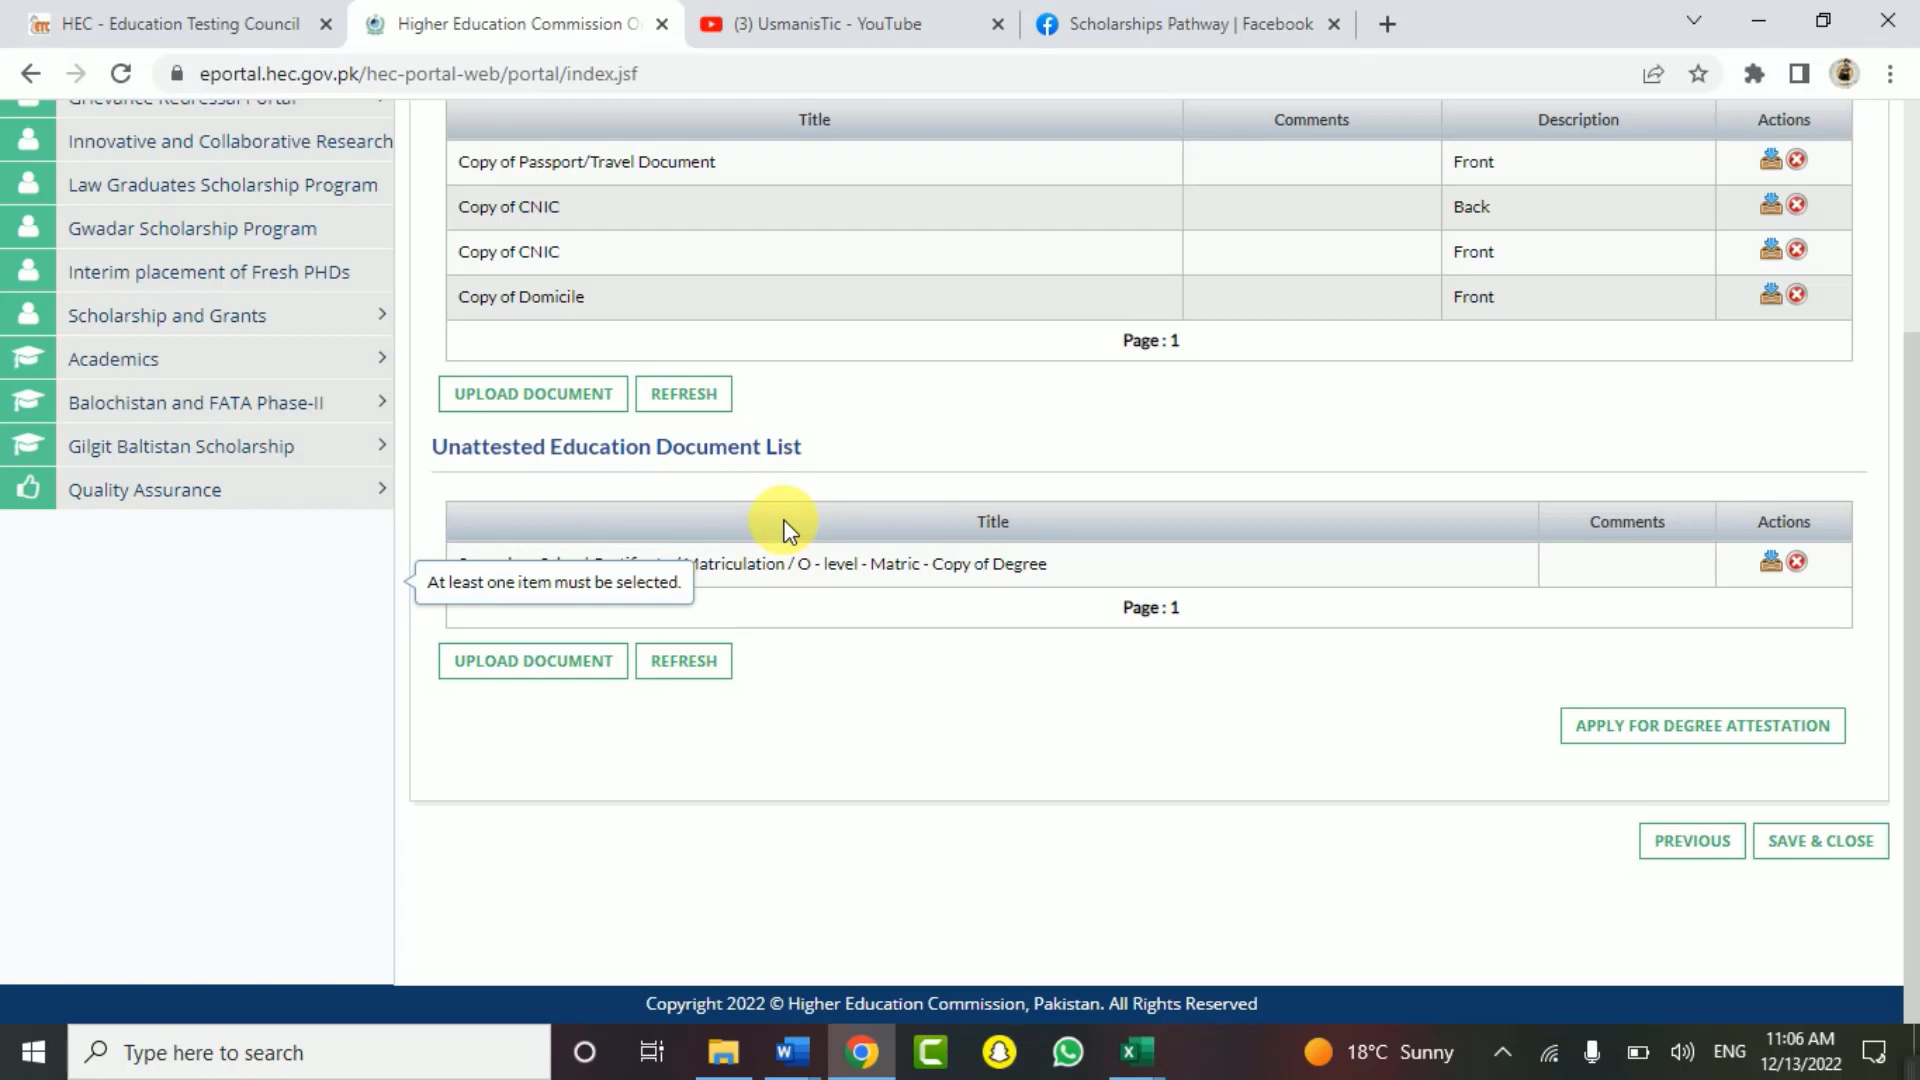 HEC - Education Testing Council
Higher Education Commission O
(3) UsmanisTic - YouTube
Scholarships Pathway | Facebook
eportal.hec.gov.pk/hec-portal-web/portal/index.jsf
Grievance Redressal Portal
Innovative and Collaborative Research
Law Graduates Scholarship Program
Gwadar Scholarship Program
Interim placement of Fresh PHDs
Scholarship and Grants
Academics
Balochistan and FATA Phase-II
Gilgit Baltistan Scholarship
Quality Assurance
Title Comments Description Actions
Copy of Passport/Travel Document Front
Copy of CNIC Back
Copy of CNIC Front
Copy of Domicile Front
Page : 1
UPLOAD DOCUMENT REFRESH
Unattested Education Document List
Title Comments Actions
Matriculation / O - level - Matric - Copy of Degree
At least one item must be selected.
Page : 1
UPLOAD DOCUMENT REFRESH
APPLY FOR DEGREE ATTESTATION
PREVIOUS SAVE & CLOSE
Copyright 2022 © Higher Education Commission, Pakistan. All Rights Reserved
Type here to search
18°C Sunny
ENG
11:06 AM
12/13/2022